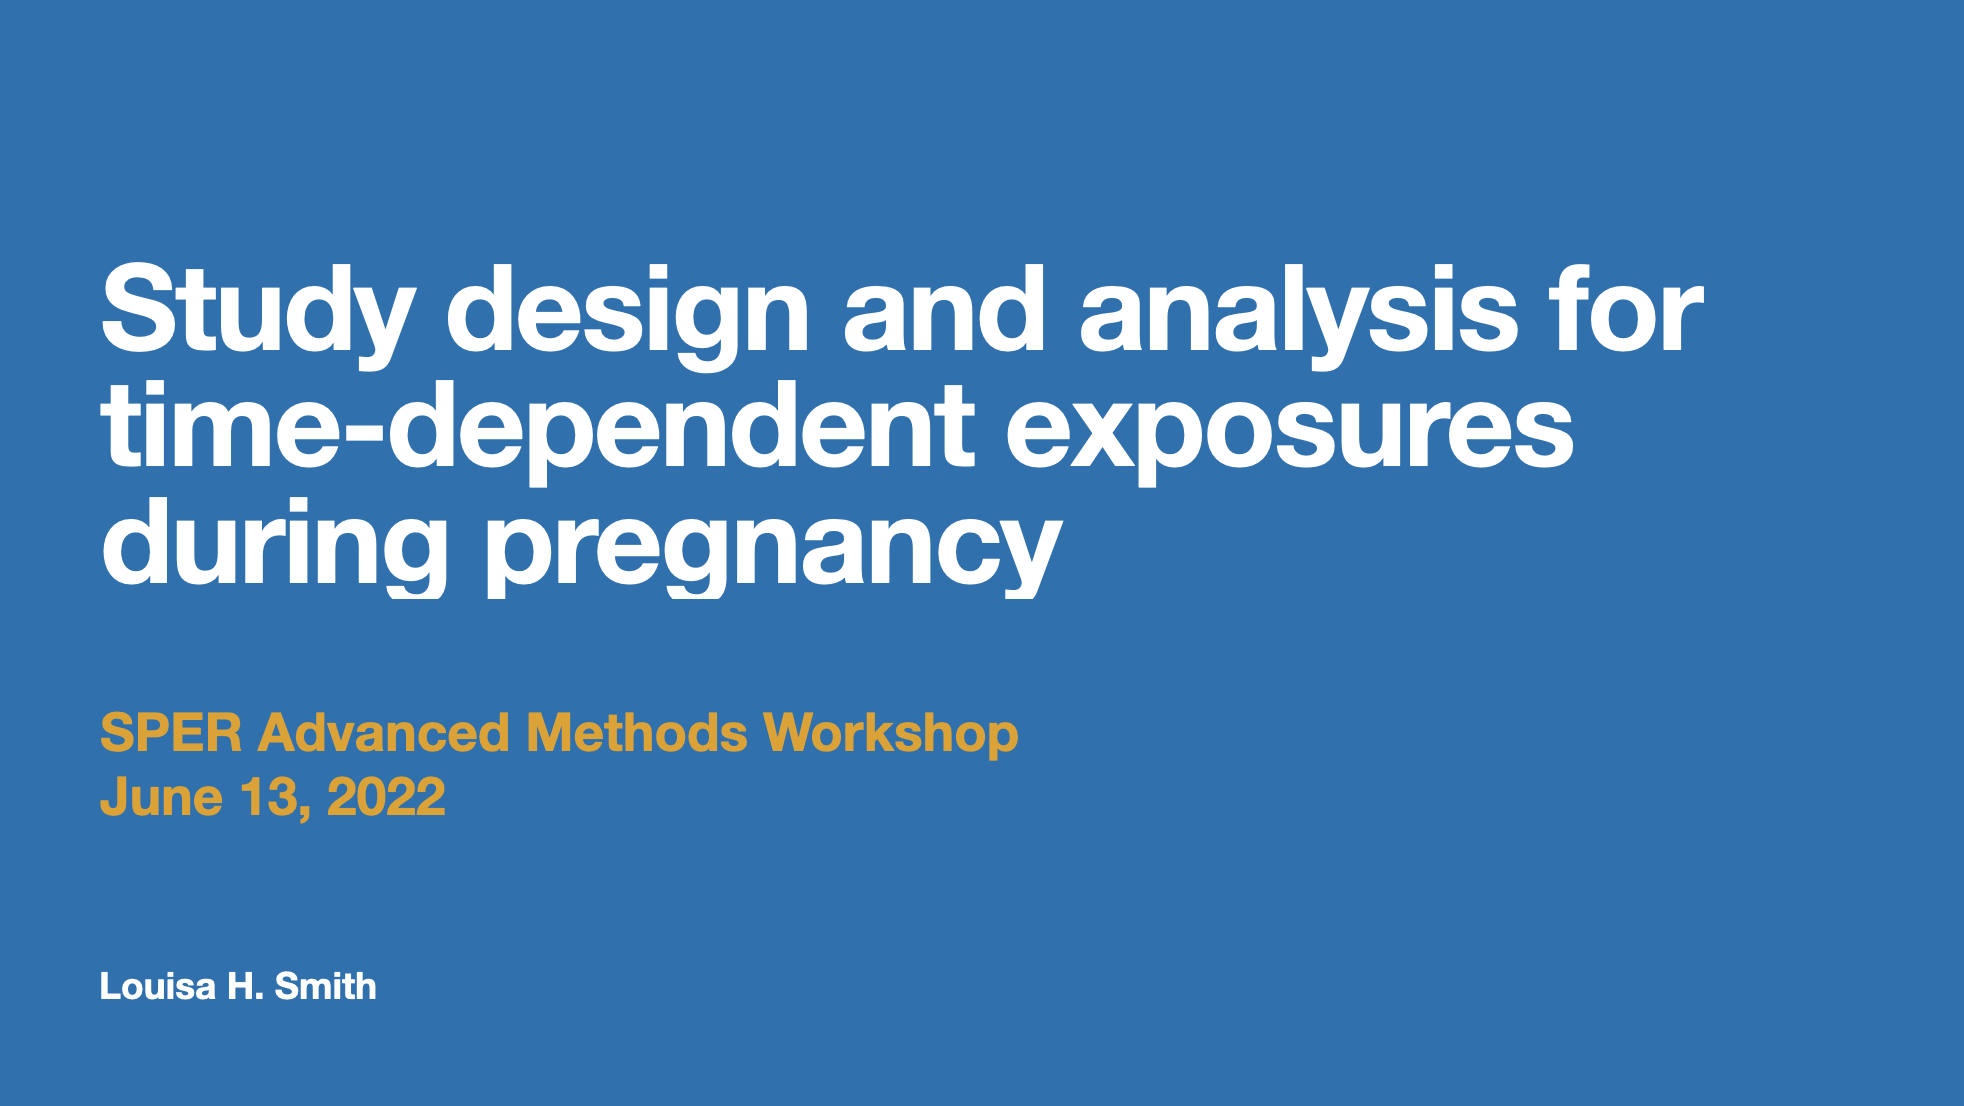 Study design and analysis for
time-dependent exposures
during pregnancy
SPER Advanced Methods Workshop
June 13, 2022
Louisa H. Smith